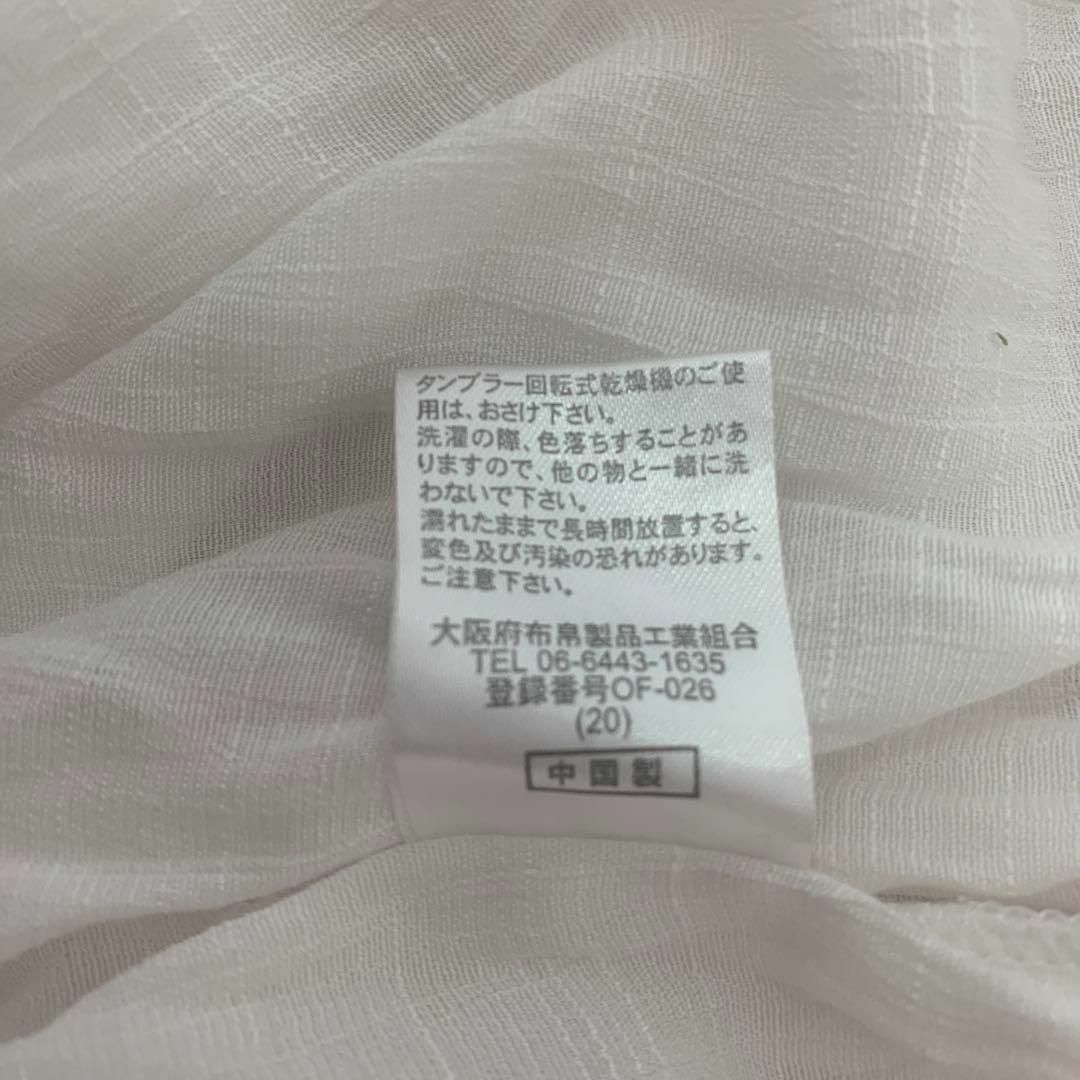 タンブラー回転式乾燥機のご使
用は、おさけ下さい。
洗濯の際、色落ちすることがあ
りますので、他の物と一緒に洗
わないで下さい。
濡れたままで長時間放置すると、
変色及び汚染の恐れがあります。
ご注意下さい。
大阪府布帛製品工業組合
TEL 06-6443-1635
登録番号OF-026
(20)
中国製